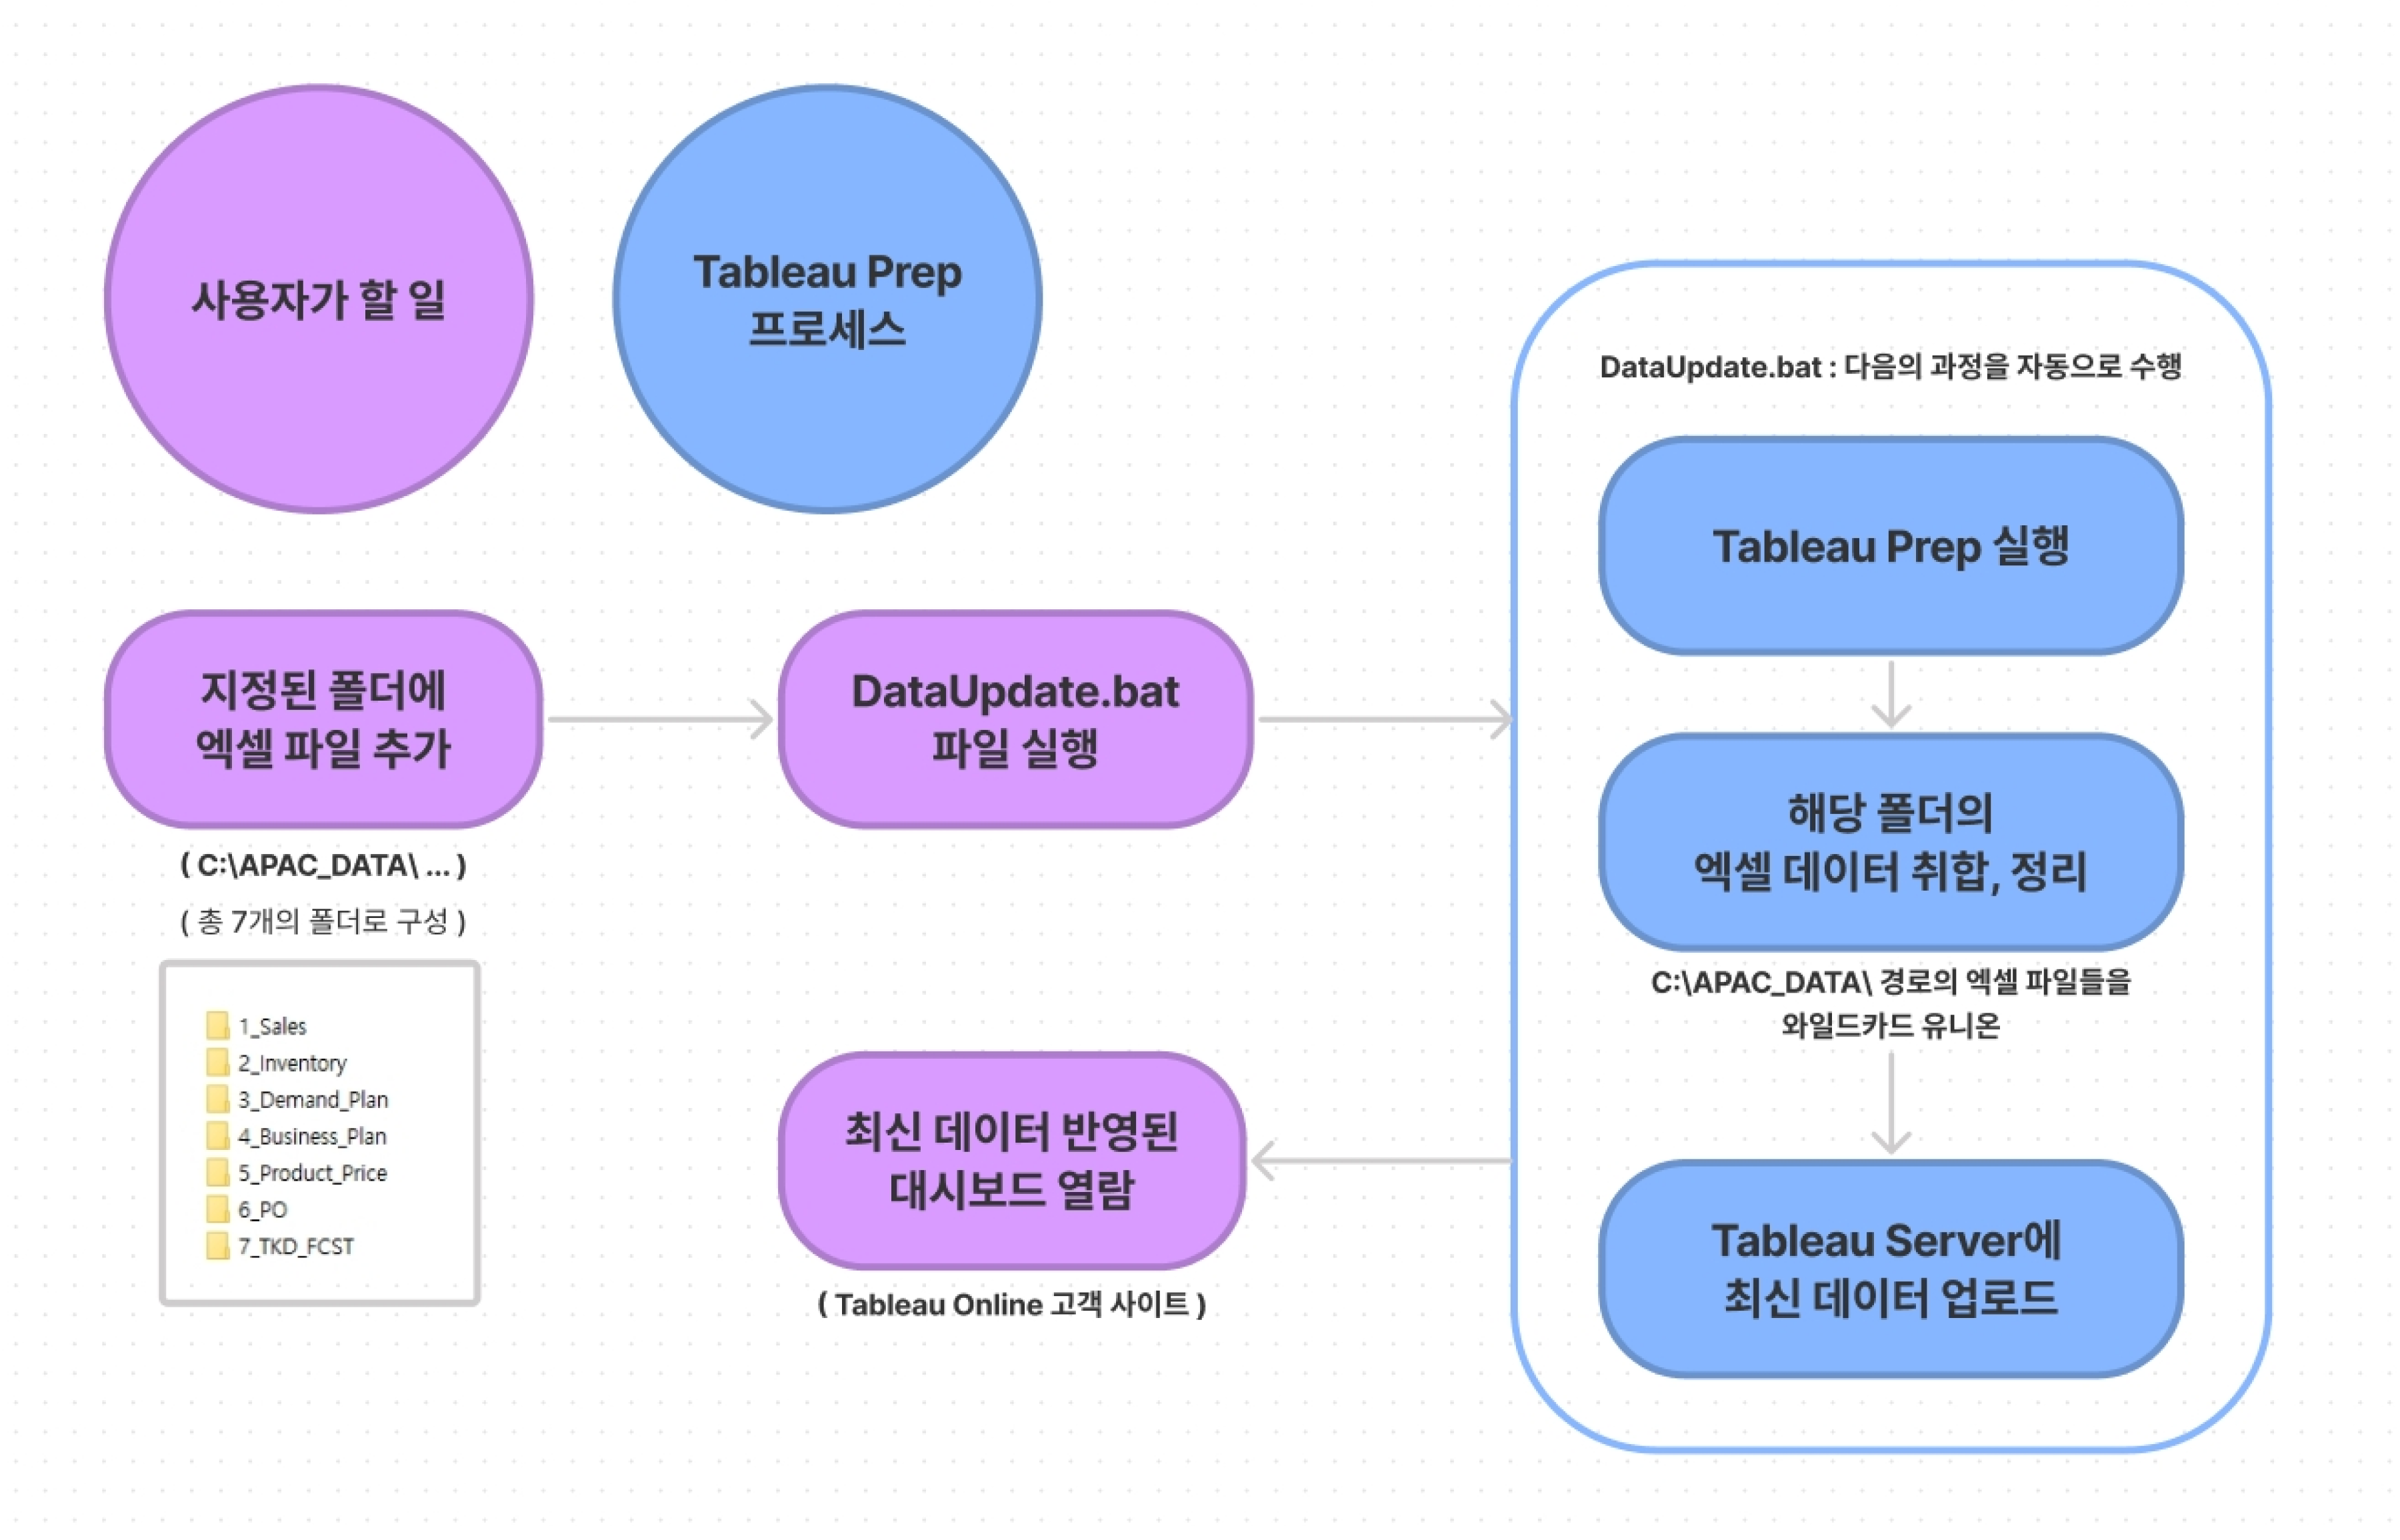 사용자가 할 일
Tableau Prep
프로세스
지정된 폴더에
엑셀 파일 추가
( C:\APAC_DATA\ ... )
( 총 7개의 폴더로 구성 )
1_Sales
2_Inventory
3_Demand_Plan
4_Business_Plan
5_Product_Price
6_PO
7_TKD_FCST
DataUpdate.bat
파일 실행
DataUpdate.bat : 다음의 과정을 자동으로 수행
Tableau Prep 실행
해당 폴더의
엑셀 데이터 취합, 정리
C:\APAC_DATA\ 경로의 엑셀 파일들을
와일드카드 유니온
Tableau Server에
최신 데이터 업로드
최신 데이터 반영된
대시보드 열람
( Tableau Online 고객 사이트 )